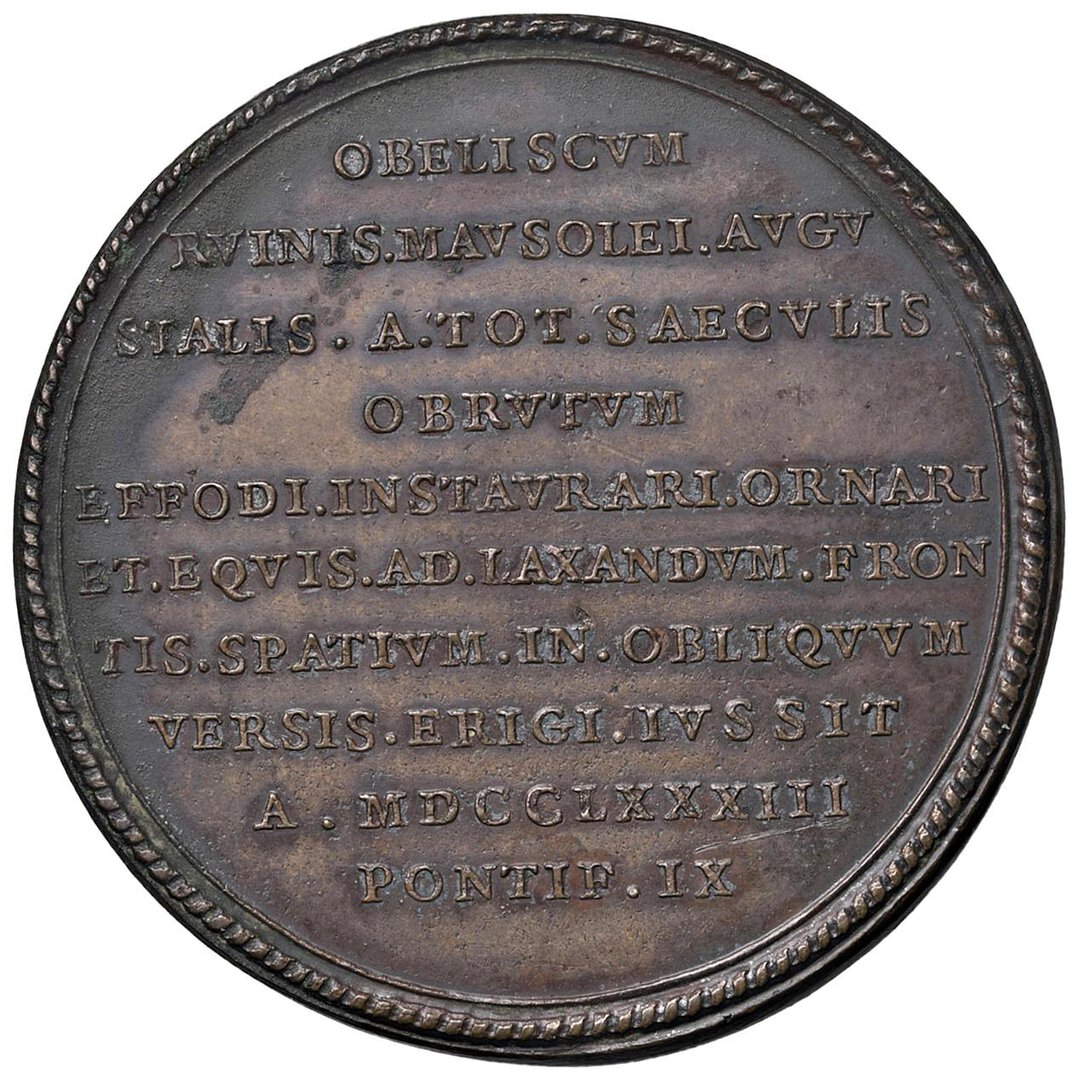 OBELISCVM
RVINIS.MAVSOLEI.AVGV
STALIS.A.TOT.SAECVLIS
OBRVTVM
EFFODI.INSTAVRARI.ORNARI
ET.EQVIS.AD.LAXANDVM.FRON
TIS.SPATIVM.IN.OBLIQVVM
VERSIS.ERIGI.IVSSIT
A.MDCCLXXXIII
PONTIF.IX